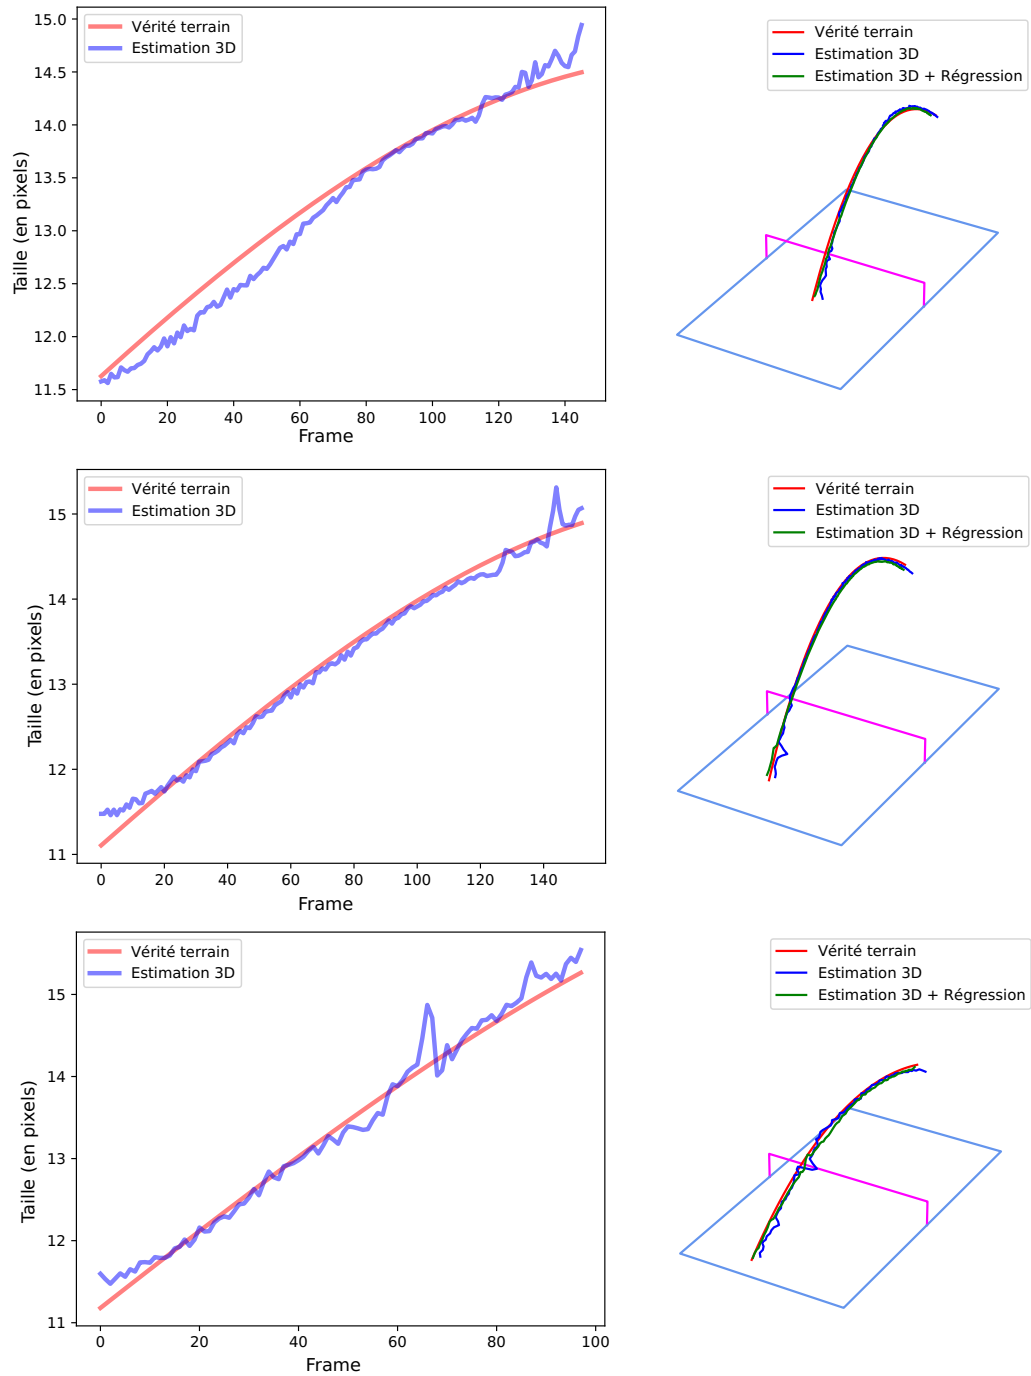 15.0
14.5
14.0
13.5
13.0
12.5
12.0
11.5
Taille (en pixels)
Vérité terrain
Estimation 3D
0 20 40 60 80 100 120 140
Frame
Vérité terrain
Estimation 3D
Estimation 3D + Régression
15
14
13
12
11
Taille (en pixels)
Vérité terrain
Estimation 3D
0 20 40 60 80 100 120 140
Frame
Vérité terrain
Estimation 3D
Estimation 3D + Régression
15
14
13
12
11
Taille (en pixels)
Vérité terrain
Estimation 3D
0 20 40 60 80 100
Frame
Vérité terrain
Estimation 3D
Estimation 3D + Régression